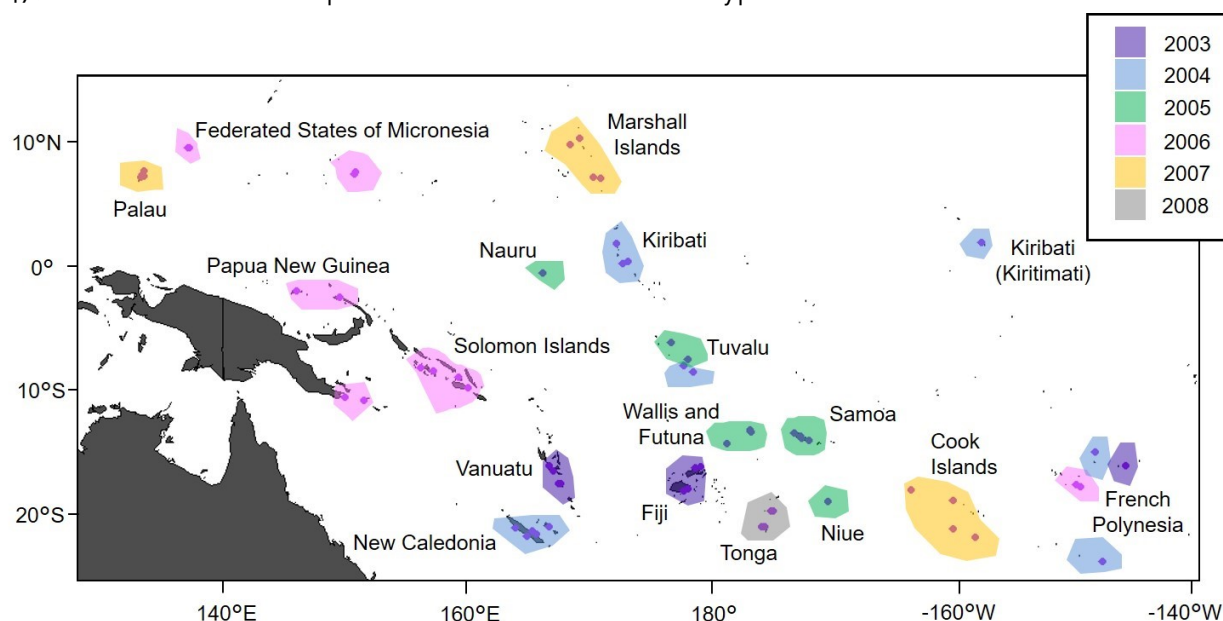 2003
2004
2005
2006
2007
2008
10°N
0°
10°S
20°S
Federated States of Micronesia
Marshall
Islands
Palau
Nauru
Kiribati
Kiribati
(Kiritimati)
Papua New Guinea
Solomon Islands
Tuvalu
Wallis and
Futuna
Samoa
Cook
Islands
Vanuatu
Fiji
French
Polynesia
New Caledonia
Tonga
Niue
140°E
160°E
180°
-160°W
-140°W